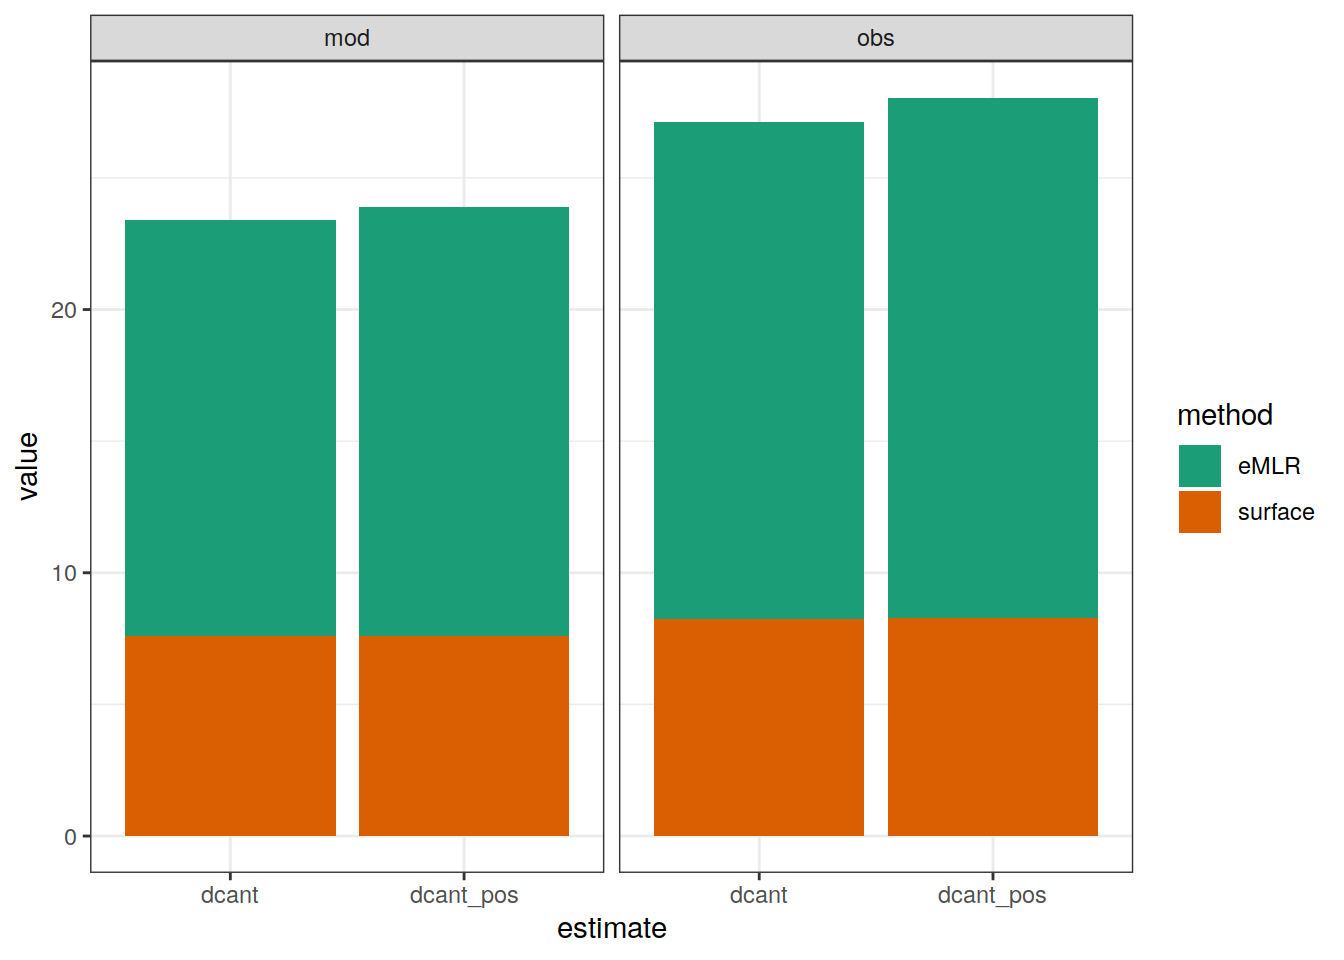 mod
obs
value
20
10
0
dcant
dcant_pos
dcant
dcant_pos
estimate
method
eMLR
surface